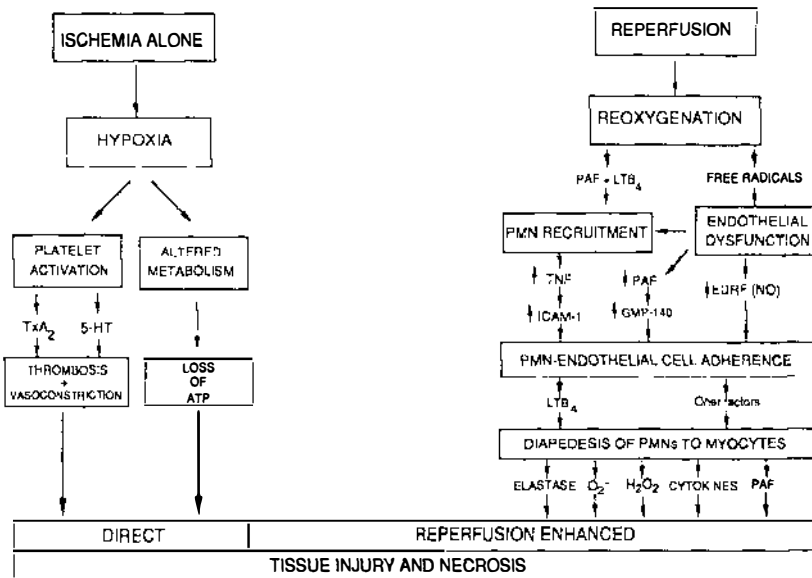 ISCHEMIA ALONE
HYPOXIA
PLATELET
ACTIVATION
ALTERED
METABOLISM
TxA2
5-HT
THROMBOSIS
+
VASOCONSTRICTION
LOSS
OF
ATP
REPERFUSION
REOXYGENATION
PAF + LTB4
FREE RADICALS
PMN RECRUITMENT
ENDOTHELIAL
DYSFUNCTION
TNF
PAF
EDRF (NO)
ICAM-1
GMP-140
PMN-ENDOTHELIAL CELL ADHERENCE
LTB4
Other factors
DIAPEDESIS OF PMNs TO MYOCYTES
ELASTASE
O2-
H2O2
CYTOKINES
PAF
DIRECT
REPERFUSION ENHANCED
TISSUE INJURY AND NECROSIS